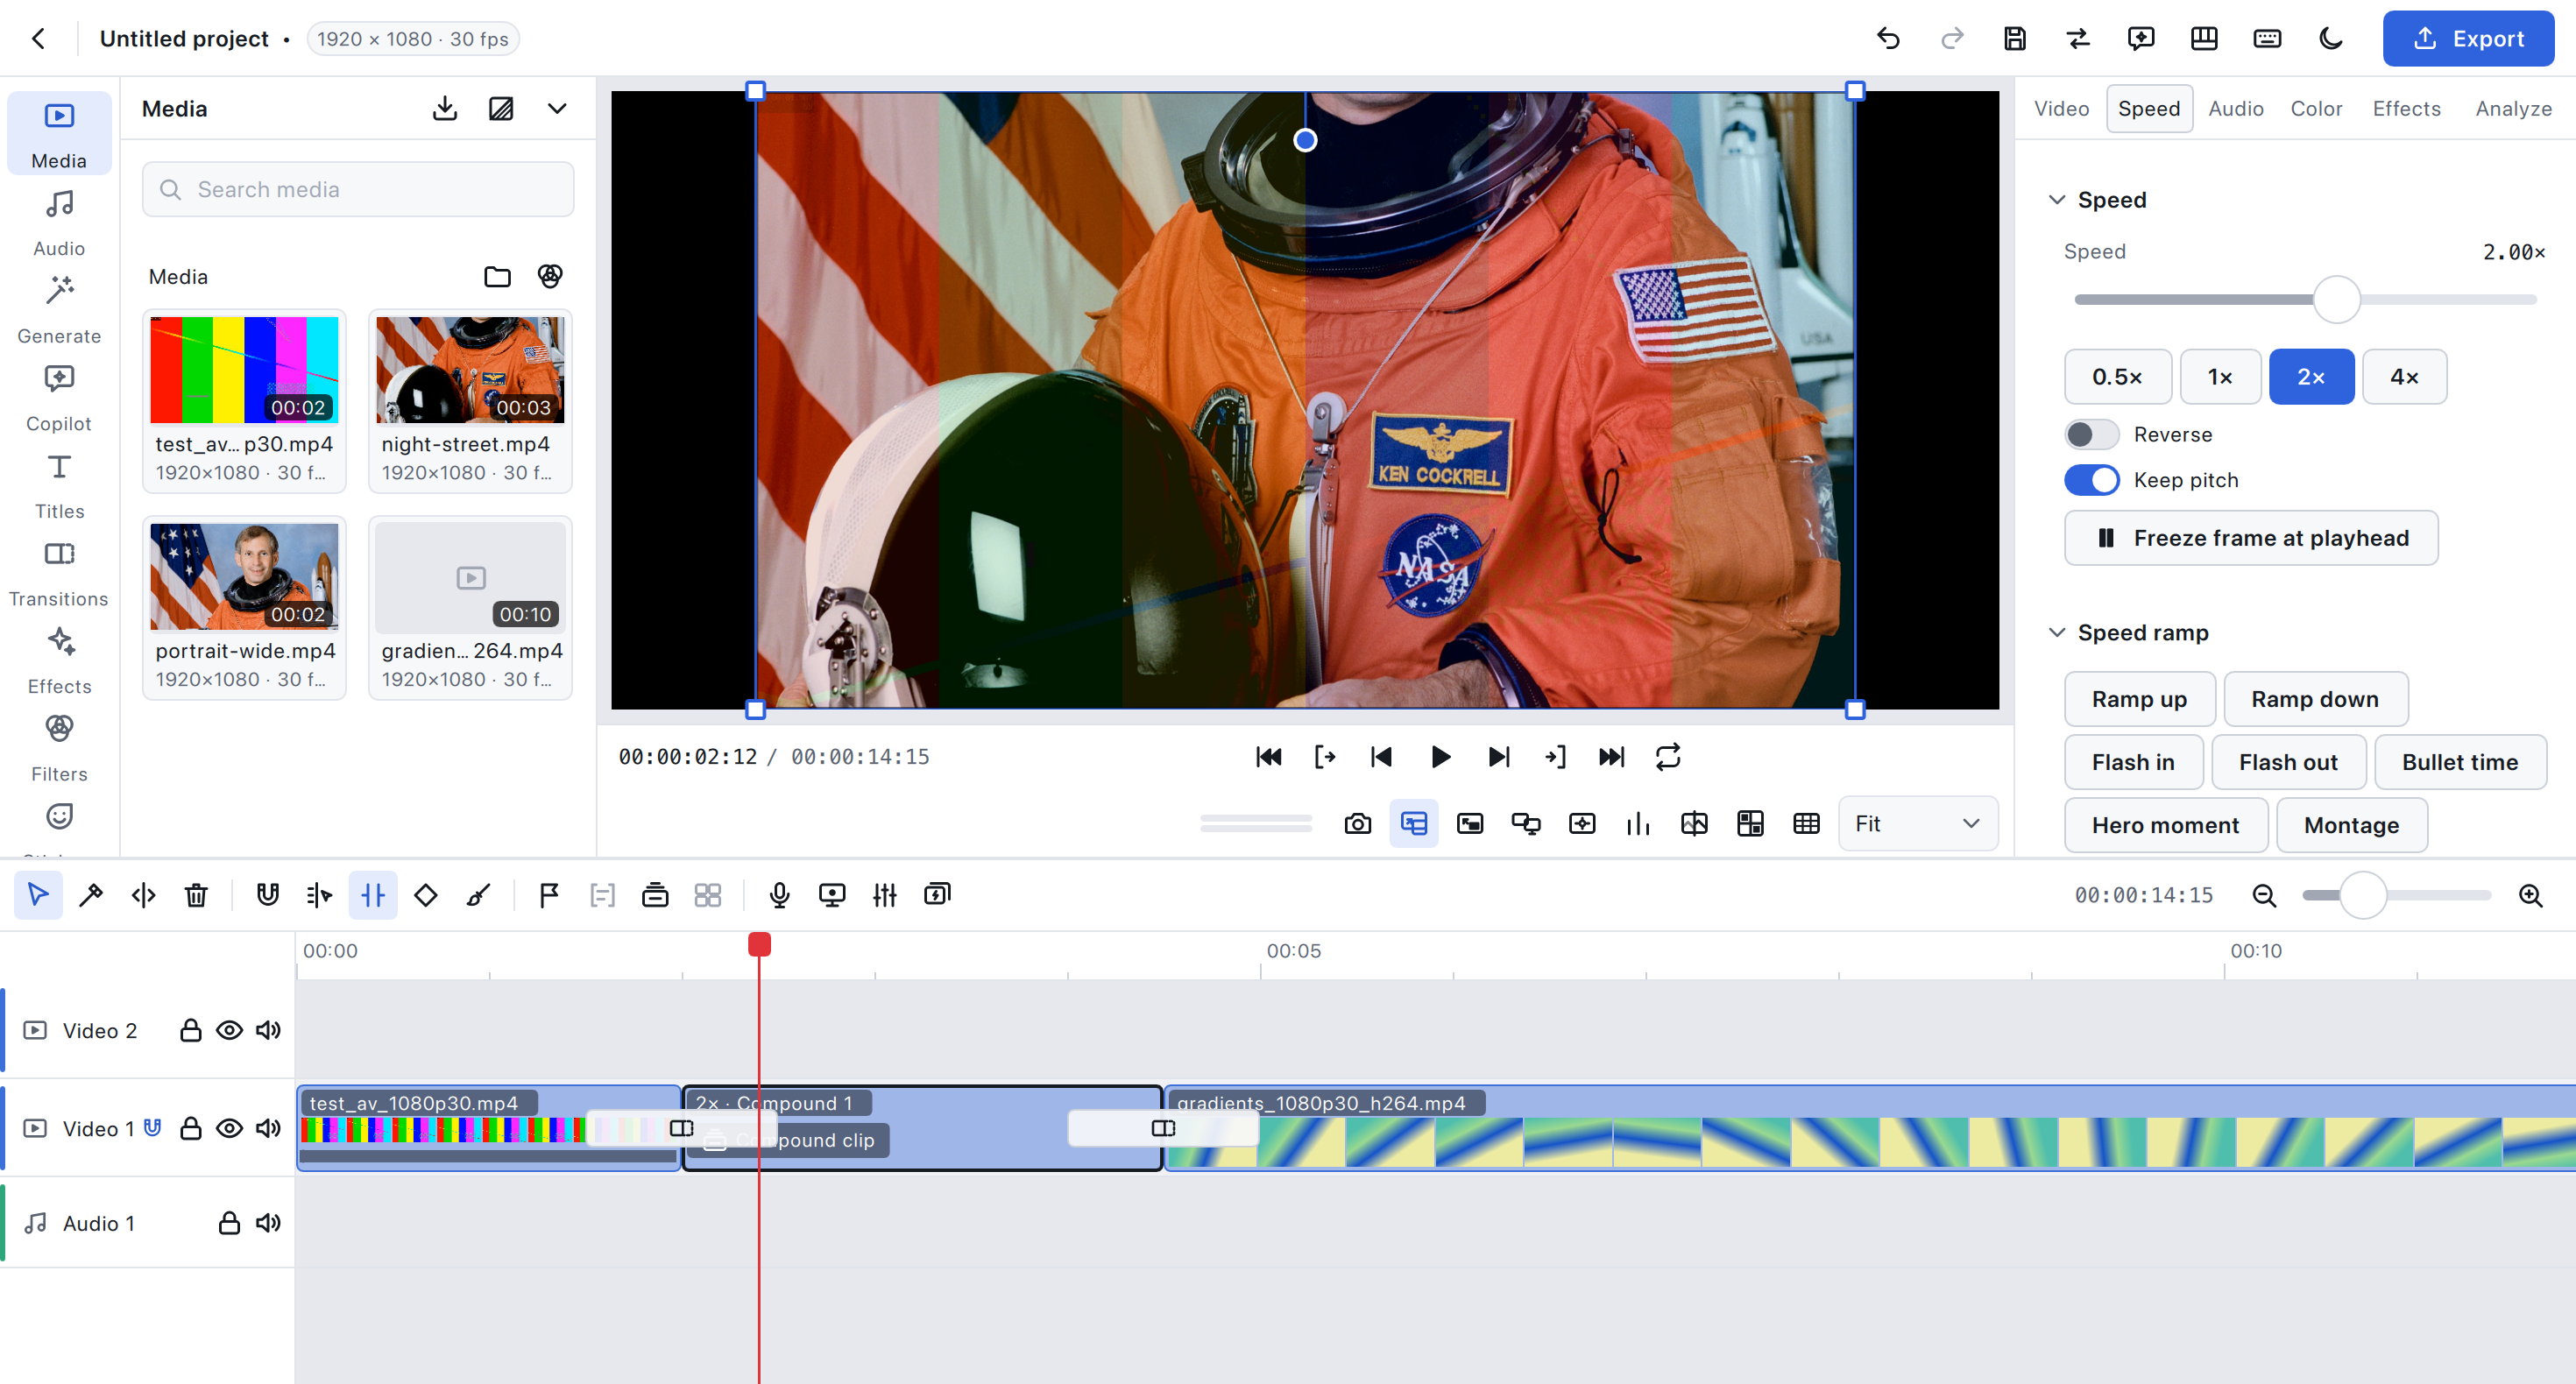 Untitled project • 1920 × 1080 · 30 fps
Export
Media
Audio
Generate
Copilot
Titles
Transitions
Effects
Filters
Media
Search media
Media
00:02
test_av... p30.mp4
1920×1080 · 30 f...
00:03
night-street.mp4
1920×1080 · 30 f...
00:02
portrait-wide.mp4
1920×1080 · 30 f...
00:10
gradien... 264.mp4
1920×1080 · 30 f...
USA
KEN COCKRELL
NASA
00:00:02:12 / 00:00:14:15
Fit
Video Speed Audio Color Effects Analyze
Speed
Speed 2.00×
0.5× 1× 2× 4×
Reverse
Keep pitch
Freeze frame at playhead
Speed ramp
Ramp up Ramp down
Flash in Flash out Bullet time
Hero moment Montage
00:00:14:15
00:00 00:05 00:10
Video 2
Video 1
test_av_1080p30.mp4
2× · Compound 1
Compound clip
gradients_1080p30_h264.mp4
Audio 1